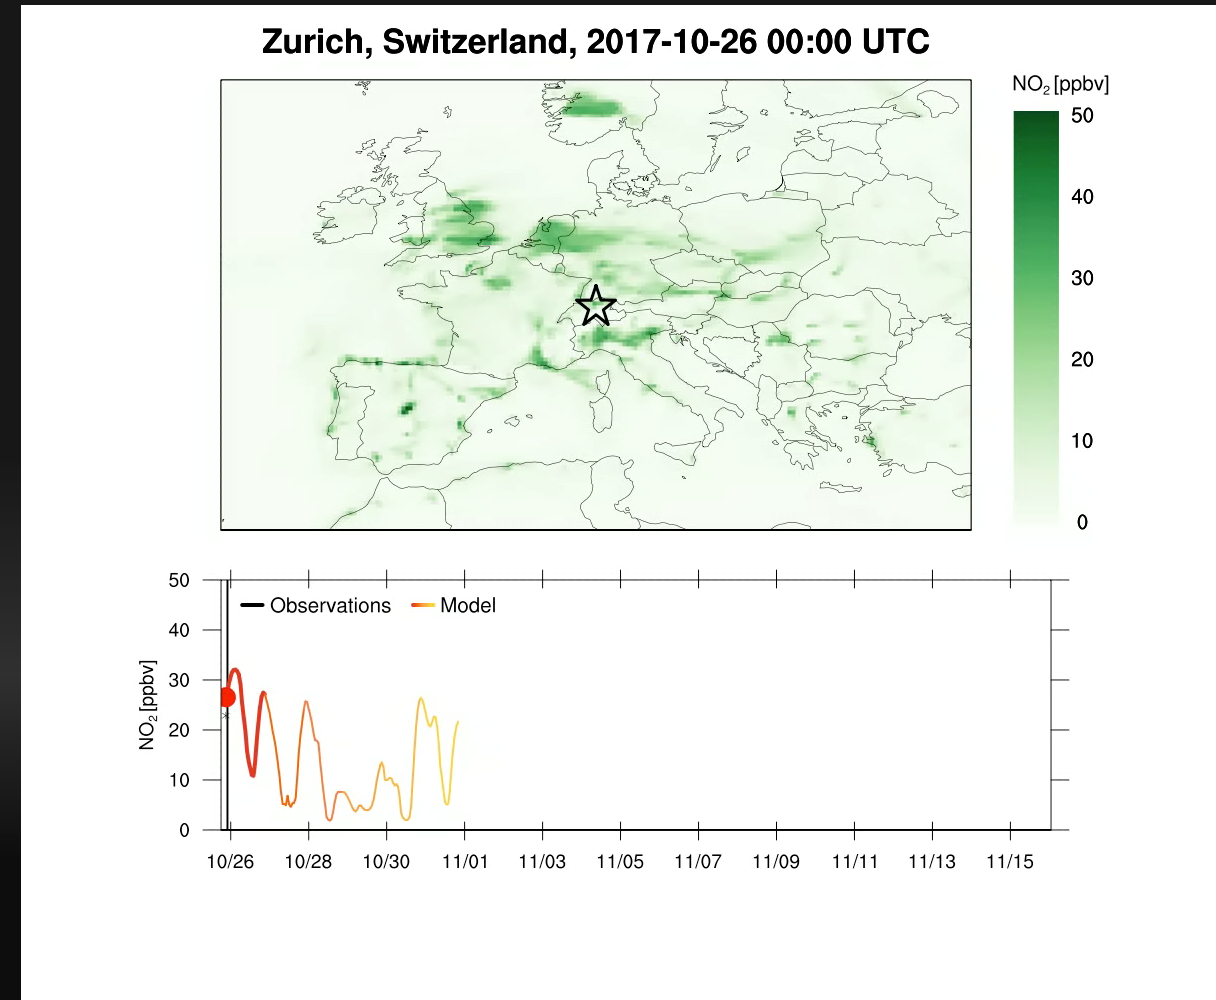 Zurich, Switzerland, 2017-10-26 00:00 UTC
NO₂ [ppbv]
50
40
30
20
10
0
50
40
30
20
10
0
NO₂ [ppbv]
Observations Model
10/26 10/28 10/30 11/01 11/03 11/05 11/07 11/09 11/11 11/13 11/15